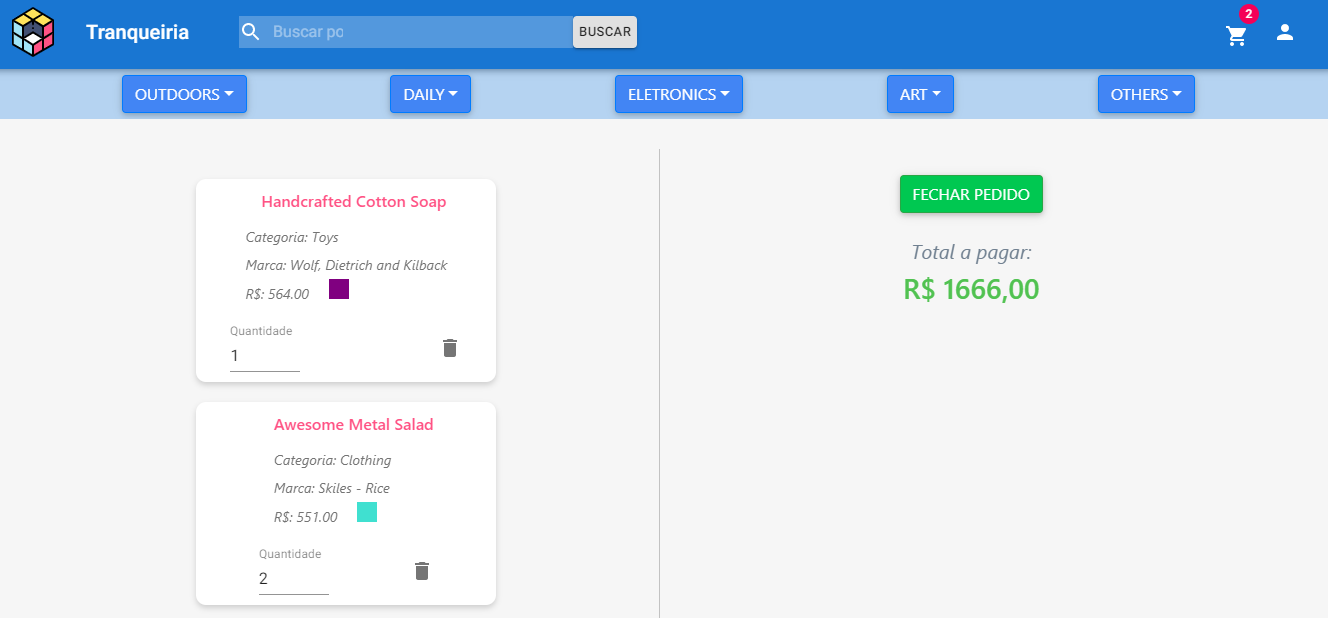 Tranqueiria
Buscar po
BUSCAR
2
OUTDOORS
DAILY
ELETRONICS
ART
OTHERS
Handcrafted Cotton Soap
Categoria: Toys
Marca: Wolf, Dietrich and Kilback
R$: 564.00
Quantidade
1
Awesome Metal Salad
Categoria: Clothing
Marca: Skiles - Rice
R$: 551.00
Quantidade
2
FECHAR PEDIDO
Total a pagar:
R$ 1666,00